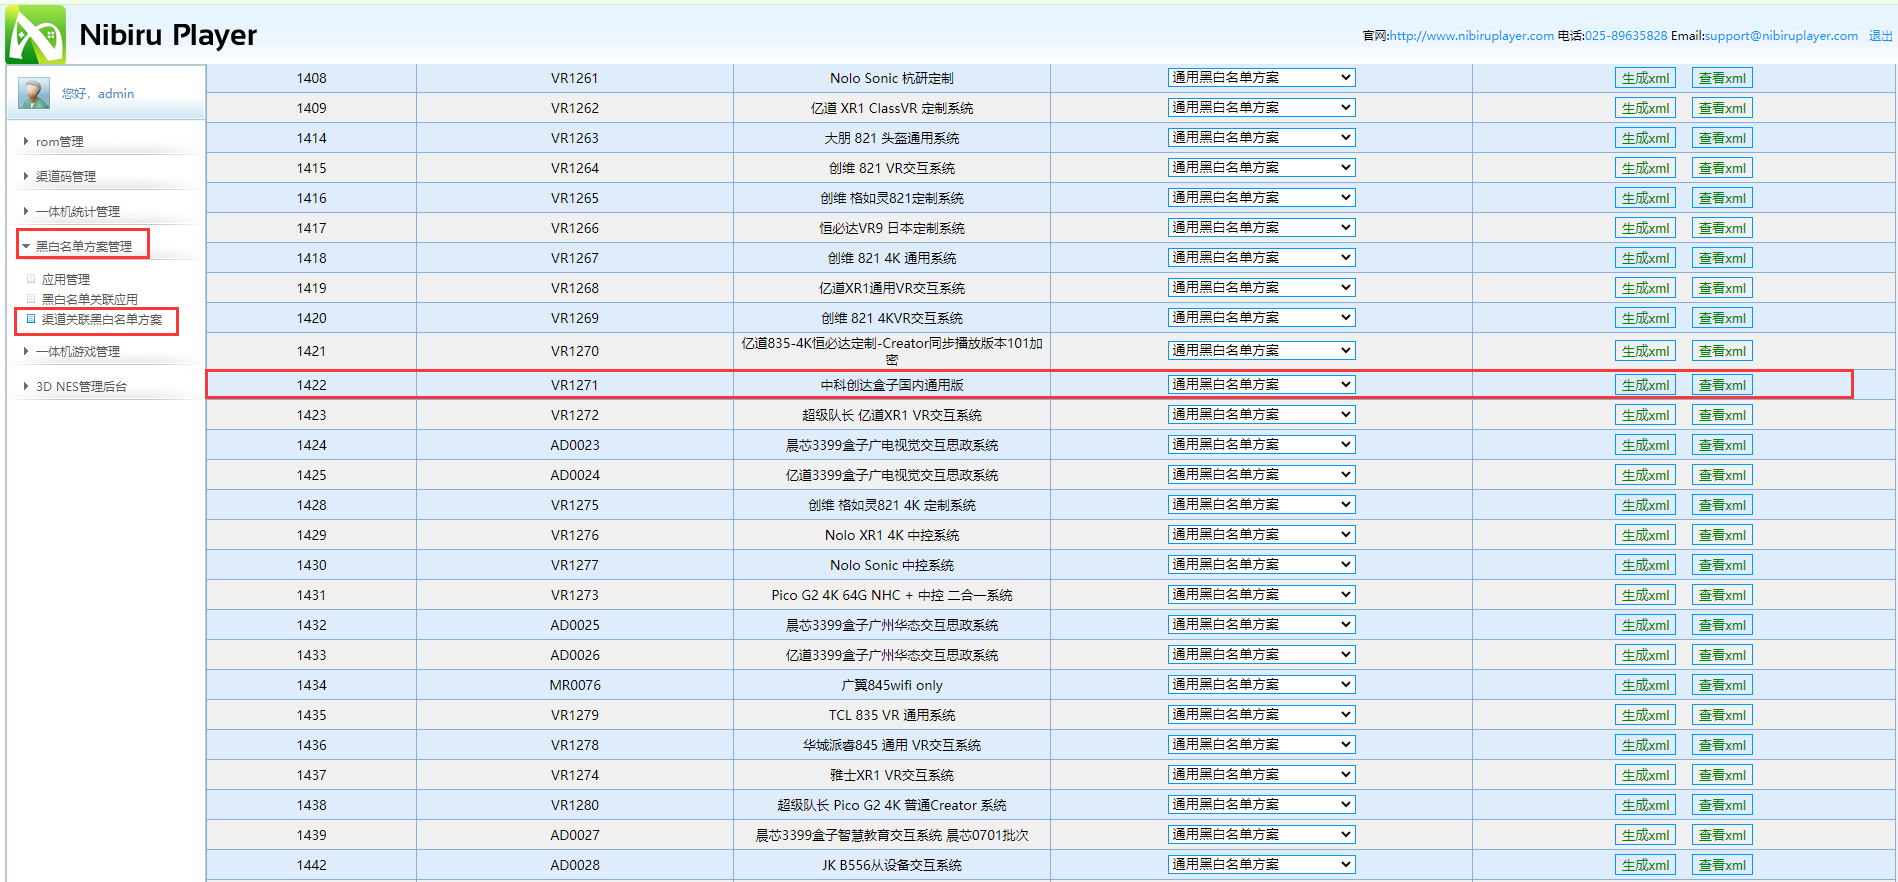 Nibiru Player
官网:http://www.nibiruplayer.com 电话:025-89635828 Email:support@nibiruplayer.com 退出
您好，admin
rom管理
渠道码管理
一体机统计管理
黑白名单方案管理
应用管理
黑白名单关联应用
渠道关联黑白名单方案
一体机游戏管理
3D NES管理后台
1408 VR1261 Nolo Sonic 杭研定制 通用黑白名单方案 生成xml 查看xml
1409 VR1262 亿道 XR1 ClassVR 定制系统 通用黑白名单方案 生成xml 查看xml
1414 VR1263 大朋 821 头盔通用系统 通用黑白名单方案 生成xml 查看xml
1415 VR1264 创维 821 VR交互系统 通用黑白名单方案 生成xml 查看xml
1416 VR1265 创维 格如灵821定制系统 通用黑白名单方案 生成xml 查看xml
1417 VR1266 恒必达VR9 日本定制系统 通用黑白名单方案 生成xml 查看xml
1418 VR1267 创维 821 4K 通用系统 通用黑白名单方案 生成xml 查看xml
1419 VR1268 亿道XR1通用VR交互系统 通用黑白名单方案 生成xml 查看xml
1420 VR1269 创维 821 4KVR交互系统 通用黑白名单方案 生成xml 查看xml
1421 VR1270 亿道835-4K恒必达定制-Creator同步播放版本101加
密 通用黑白名单方案 生成xml 查看xml
1422 VR1271 中科创达盒子国内通用版 通用黑白名单方案 生成xml 查看xml
1423 VR1272 超级队长 亿道XR1 VR交互系统 通用黑白名单方案 生成xml 查看xml
1424 AD0023 晨芯3399盒子广电视觉交互思政系统 通用黑白名单方案 生成xml 查看xml
1425 AD0024 亿道3399盒子广电视觉交互思政系统 通用黑白名单方案 生成xml 查看xml
1428 VR1275 创维 格如灵821 4K 定制系统 通用黑白名单方案 生成xml 查看xml
1429 VR1276 Nolo XR1 4K 中控系统 通用黑白名单方案 生成xml 查看xml
1430 VR1277 Nolo Sonic 中控系统 通用黑白名单方案 生成xml 查看xml
1431 VR1273 Pico G2 4K 64G NHC + 中控 二合一系统 通用黑白名单方案 生成xml 查看xml
1432 AD0025 晨芯3399盒子广州华态交互思政系统 通用黑白名单方案 生成xml 查看xml
1433 AD0026 亿道3399盒子广州华态交互思政系统 通用黑白名单方案 生成xml 查看xml
1434 MR0076 广翼845wifi only 通用黑白名单方案 生成xml 查看xml
1435 VR1279 TCL 835 VR 通用系统 通用黑白名单方案 生成xml 查看xml
1436 VR1278 华城派睿845 通用 VR交互系统 通用黑白名单方案 生成xml 查看xml
1437 VR1274 雅士XR1 VR交互系统 通用黑白名单方案 生成xml 查看xml
1438 VR1280 超级队长 Pico G2 4K 普通Creator 系统 通用黑白名单方案 生成xml 查看xml
1439 AD0027 晨芯3399盒子智慧教育交互系统 晨芯0701批次 通用黑白名单方案 生成xml 查看xml
1442 AD0028 JK B556从设备交互系统 通用黑白名单方案 生成xml 查看xml